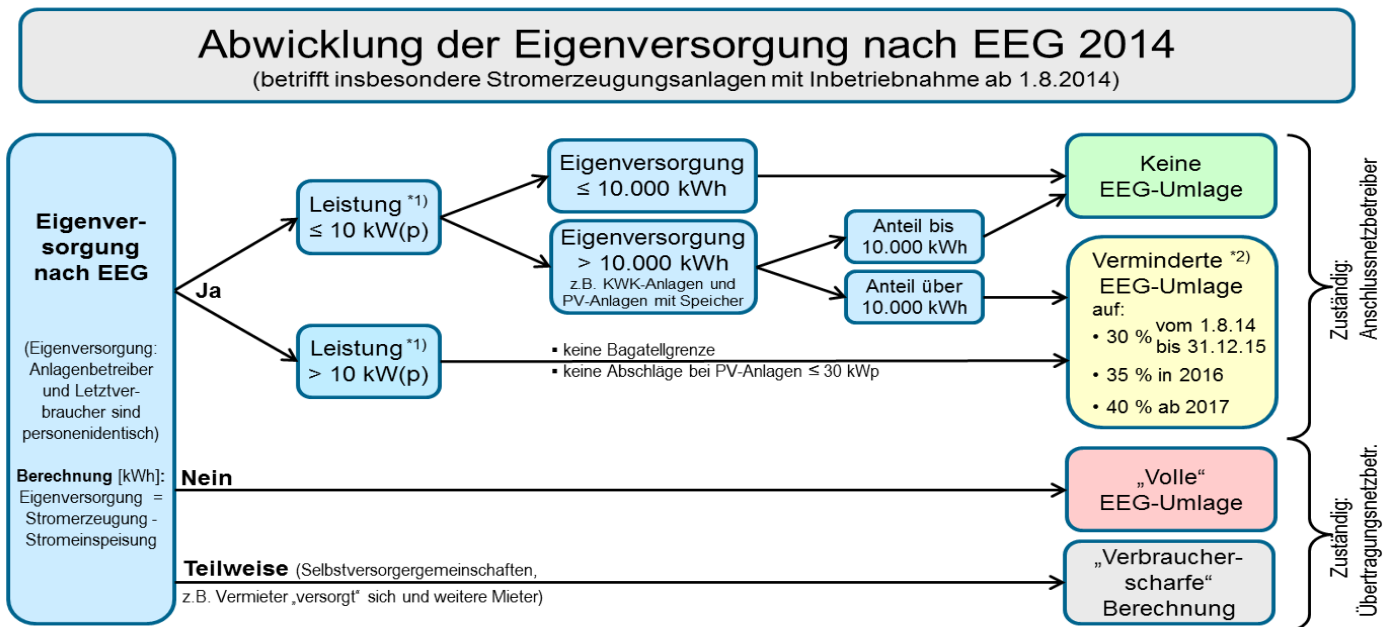 Abwicklung der Eigenversorgung nach EEG 2014
(betrifft insbesondere Stromerzeugungsanlagen mit Inbetriebnahme ab 1.8.2014)
Eigenver-
sorgung
nach EEG
(Eigenversorgung:
Anlagenbetreiber
und Letztver-
braucher sind
personenidentisch)
Berechnung [kWh]:
Eigenversorgung =
Stromerzeugung -
Stromeinspeisung
Ja
Leistung *1)
≤ 10 kW(p)
Eigenversorgung
≤ 10.000 kWh
Eigenversorgung
> 10.000 kWh
z.B. KWK-Anlagen und
PV-Anlagen mit Speicher
Anteil bis
10.000 kWh
Anteil über
10.000 kWh
Keine
EEG-Umlage
Leistung *1)
> 10 kW(p)
▪ keine Bagatellgrenze
▪ keine Abschläge bei PV-Anlagen ≤ 30 kWp
Verminderte *2)
EEG-Umlage
auf:
• 30 % vom 1.8.14
bis 31.12.15
• 35 % in 2016
• 40 % ab 2017
Zuständig:
Anschlussnetzbetreiber
Nein
„Volle“
EEG-Umlage
Teilweise (Selbstversorgergemeinschaften,
z.B. Vermieter „versorgt“ sich und weitere Mieter)
„Verbraucher-
scharfe“
Berechnung
Zuständig:
Übertragungsnetzbetr.